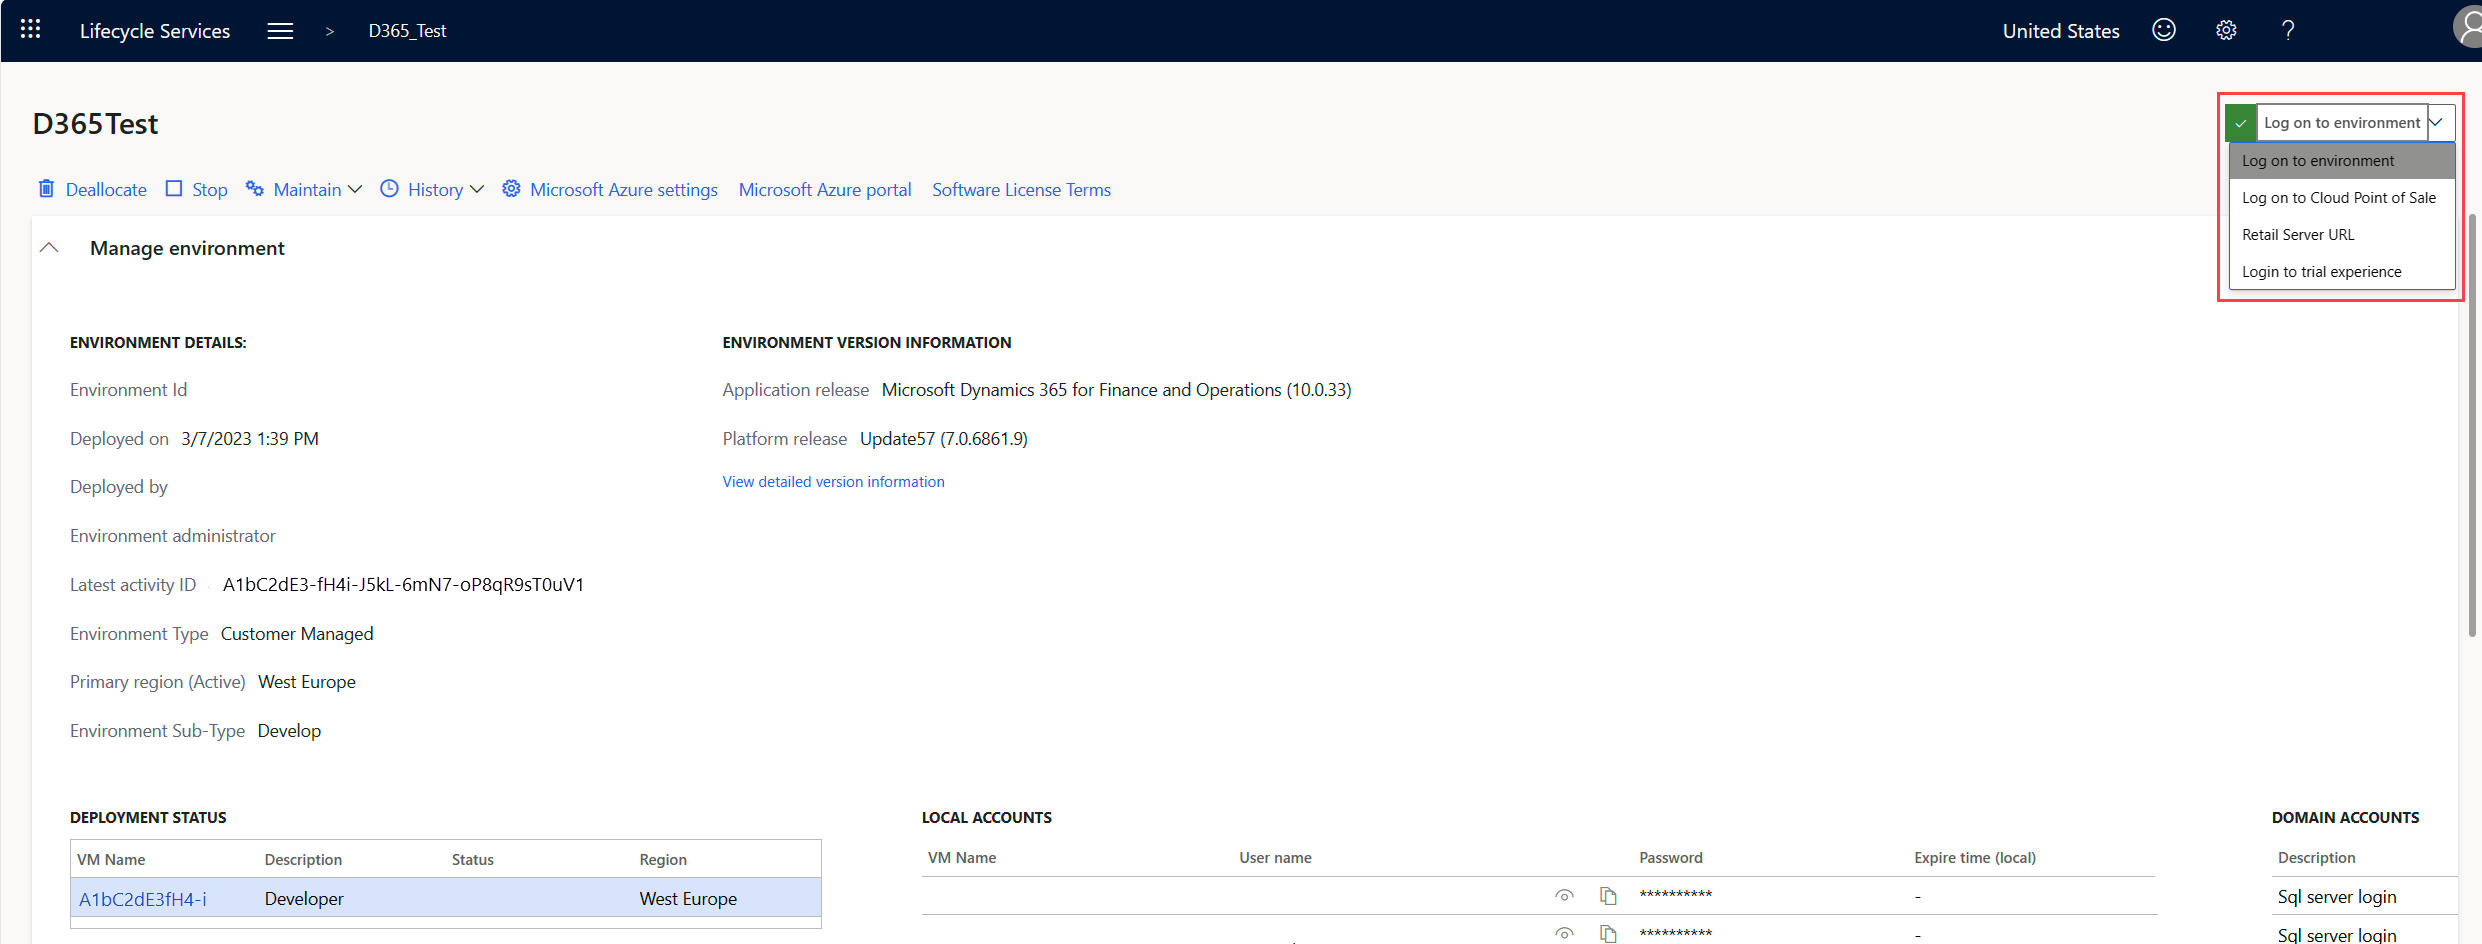 Lifecycle Services > D365_Test United States ?
D365Test
Log on to environment
Log on to environment
Log on to Cloud Point of Sale
Retail Server URL
Login to trial experience
Deallocate Stop Maintain History Microsoft Azure settings Microsoft Azure portal Software License Terms
Manage environment
ENVIRONMENT DETAILS:
Environment Id
Deployed on 3/7/2023 1:39 PM
Deployed by
Environment administrator
Latest activity ID A1bC2dE3-fH4i-J5kL-6mN7-oP8qR9sT0uV1
Environment Type Customer Managed
Primary region (Active) West Europe
Environment Sub-Type Develop
ENVIRONMENT VERSION INFORMATION
Application release Microsoft Dynamics 365 for Finance and Operations (10.0.33)
Platform release Update57 (7.0.6861.9)
View detailed version information
DEPLOYMENT STATUS
VM Name Description Status Region
A1bC2dE3fH4-i Developer West Europe
LOCAL ACCOUNTS
VM Name User name Password Expire time (local)
********** -
********** -
DOMAIN ACCOUNTS
Description
Sql server login
Sql server login